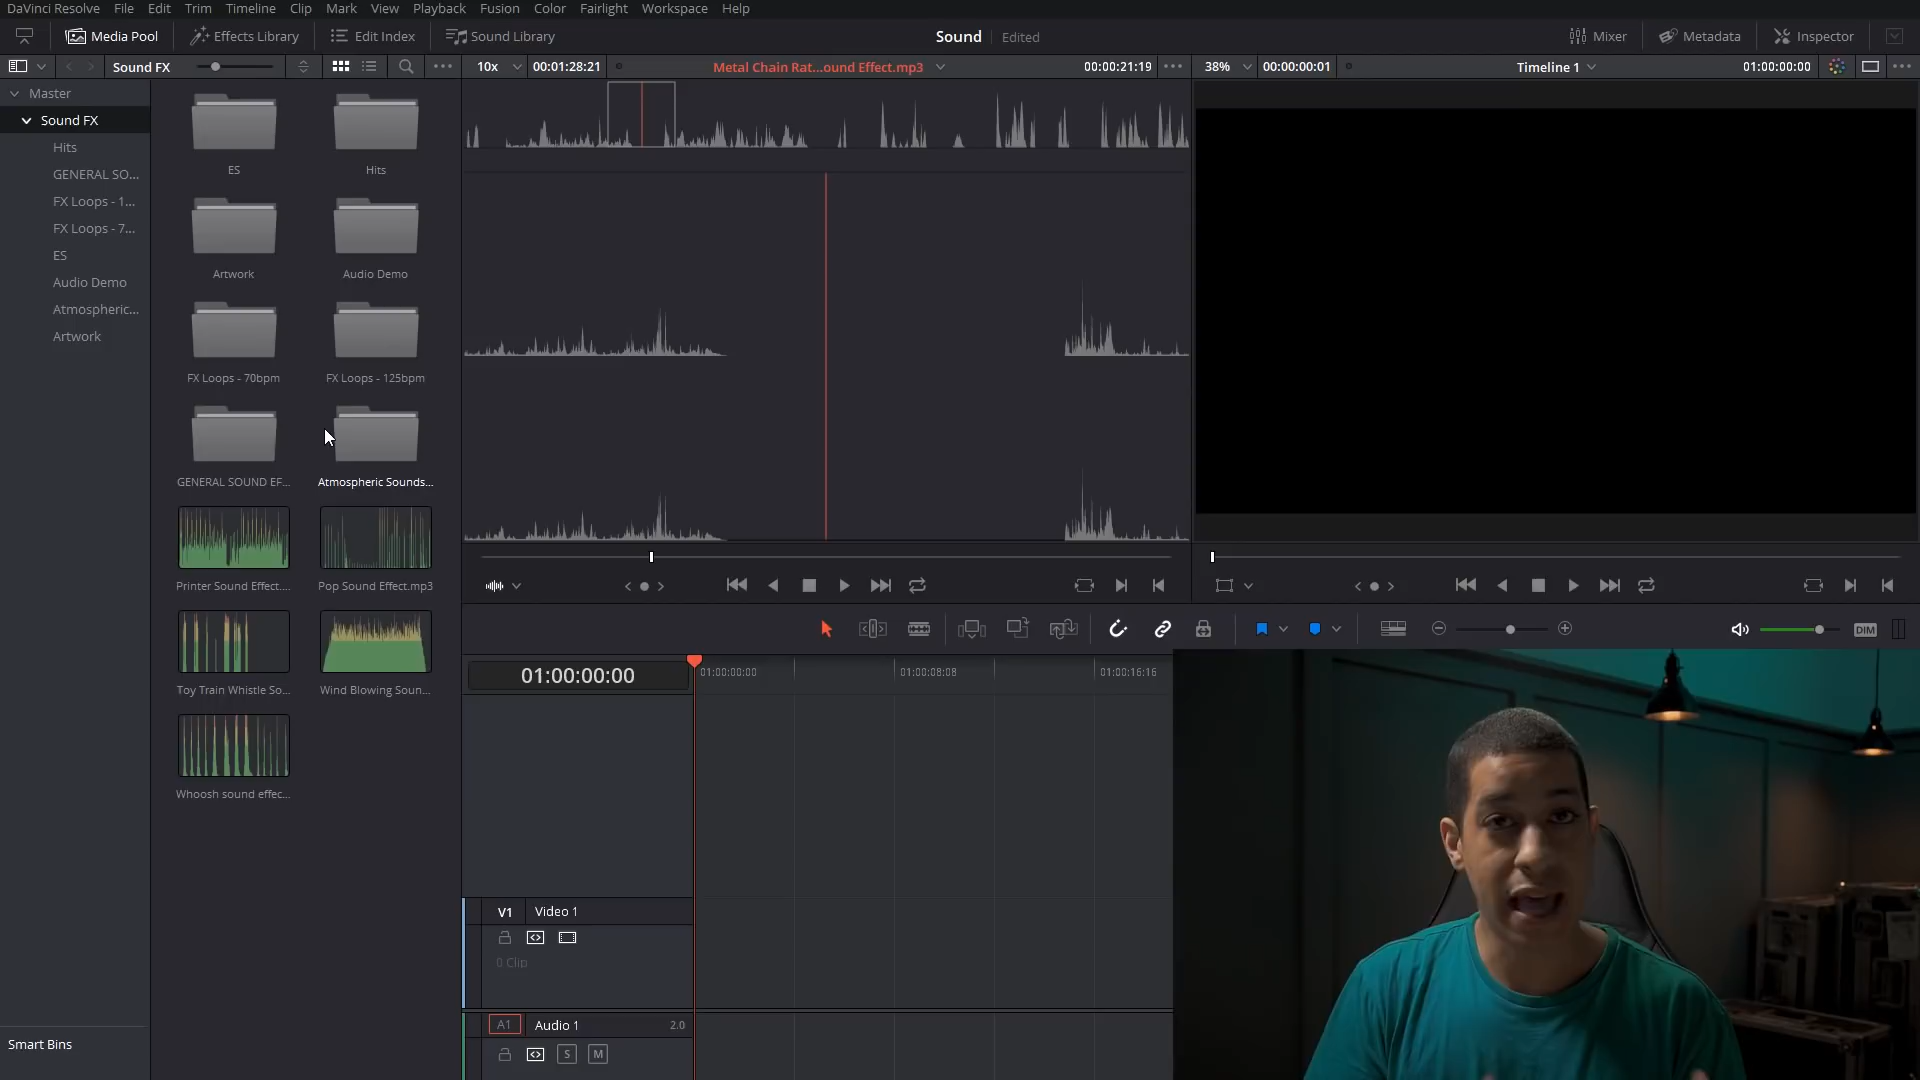 DaVinci Resolve File Edit Trim Timeline Clip Mark View Playback Fusion Color Fairlight Workspace Help
Media Pool Effects Library Edit Index Sound Library Sound Edited Mixer Metadata Inspector
Sound FX 10x 00:01:28:21 Metal Chain Rat...ound Effect.mp3 00:00:21:19 38% 00:00:00:01 Timeline 1 01:00:00:00
Master
Sound FX
Hits
GENERAL SO...
FX Loops - 1...
FX Loops - 7...
ES
Audio Demo
Atmospheric...
Artwork
Smart Bins
ES Hits
Artwork Audio Demo
FX Loops - 70bpm FX Loops - 125bpm
GENERAL SOUND EF... Atmospheric Sounds...
Printer Sound Effect.... Pop Sound Effect.mp3
Toy Train Whistle So... Wind Blowing Soun...
Whoosh sound effec...
DIM
01:00:00:00 01:00:00:00 01:00:08:08 01:00:16:16
V1 Video 1
0 Clip
A1 Audio 1 2.0
S M